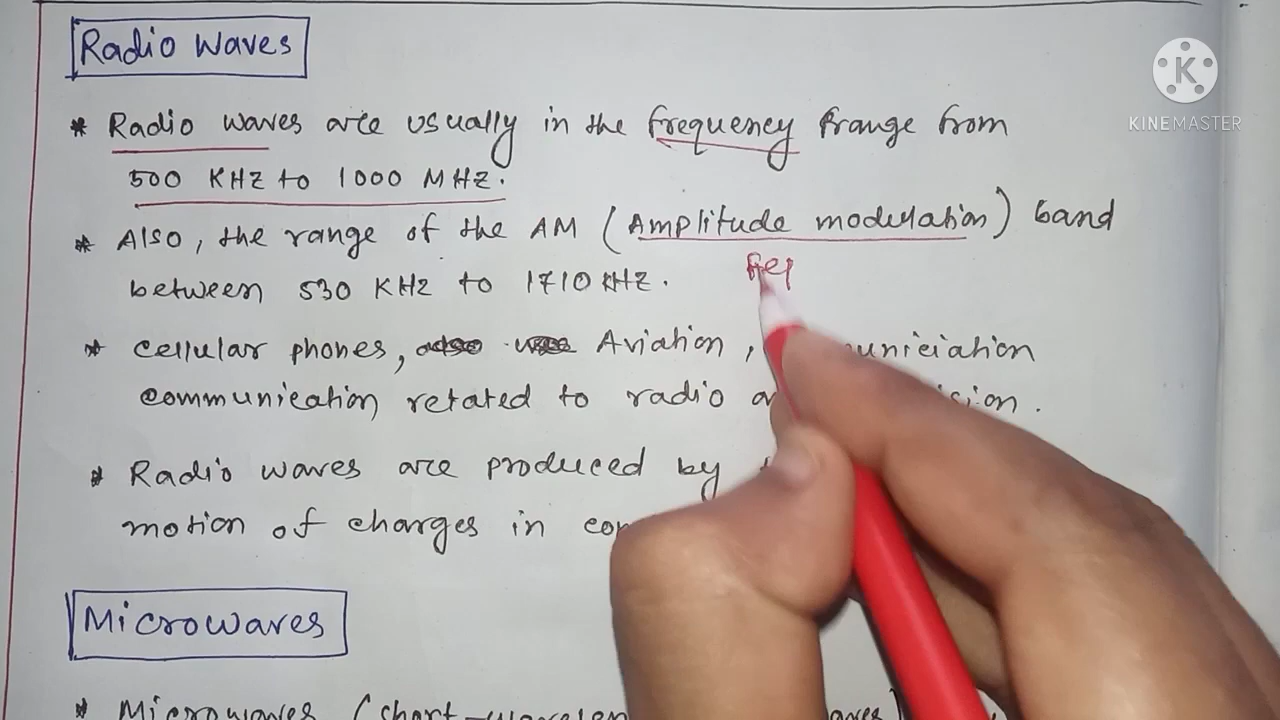 Radio Waves
KINEMASTER
* Radio waves are usually in the frequency range from
500 KHz to 1000 MHz.
* Also, the range of the AM (Amplitude modulation) band
between 530 KHz to 1710 KHz.
* Cellular phones, Aviation,
communication related to radio
* Radio waves are produced by
motion of charges in
Microwaves
* Microwaves